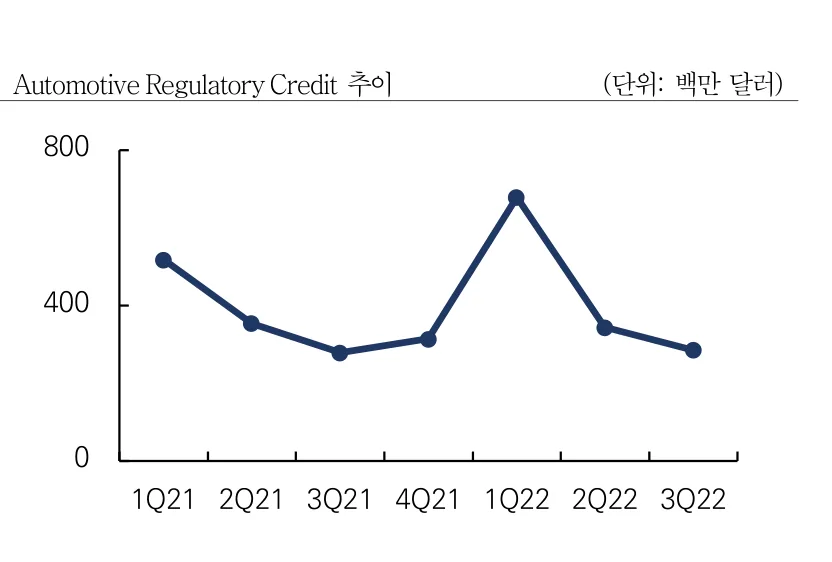 Automotive Regulatory Credit 추이 (단위: 백만 달러)
800
400
0
1Q21 2Q21 3Q21 4Q21 1Q22 2Q22 3Q22